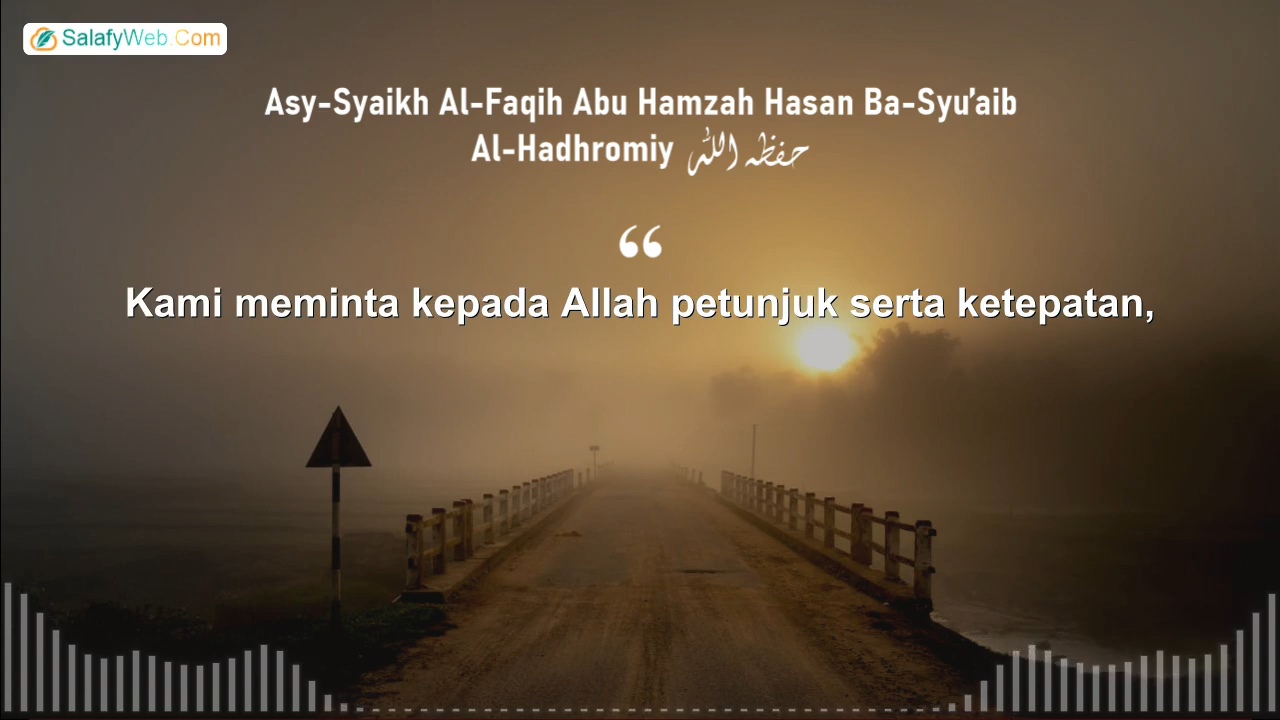 SalafyWeb.Com
Asy-Syaikh Al-Faqih Abu Hamzah Hasan Ba-Syu’aib
Al-Hadhromiy حفظه الله
“
Kami meminta kepada Allah petunjuk serta ketepatan,